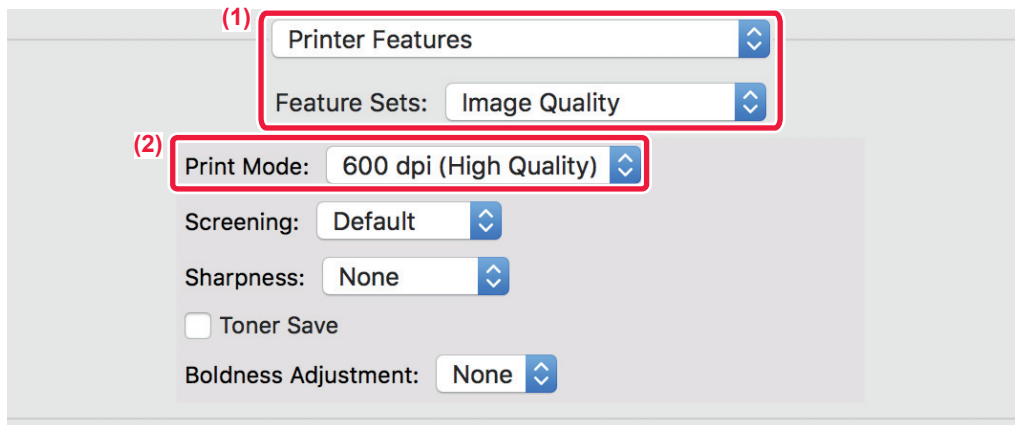 (1)
Printer Features
Feature Sets: Image Quality
(2)
Print Mode: 600 dpi (High Quality)
Screening: Default
Sharpness: None
Toner Save
Boldness Adjustment: None